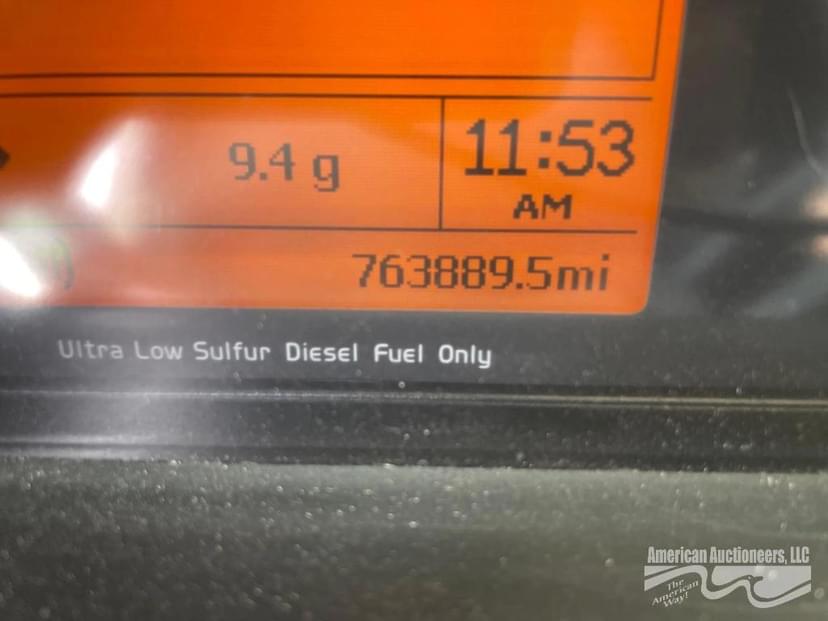 9.4 g
11:53
AM
763889.5mi
Ultra Low Sulfur Diesel Fuel Only
American Auctioneers, LLC
The
American
Way!